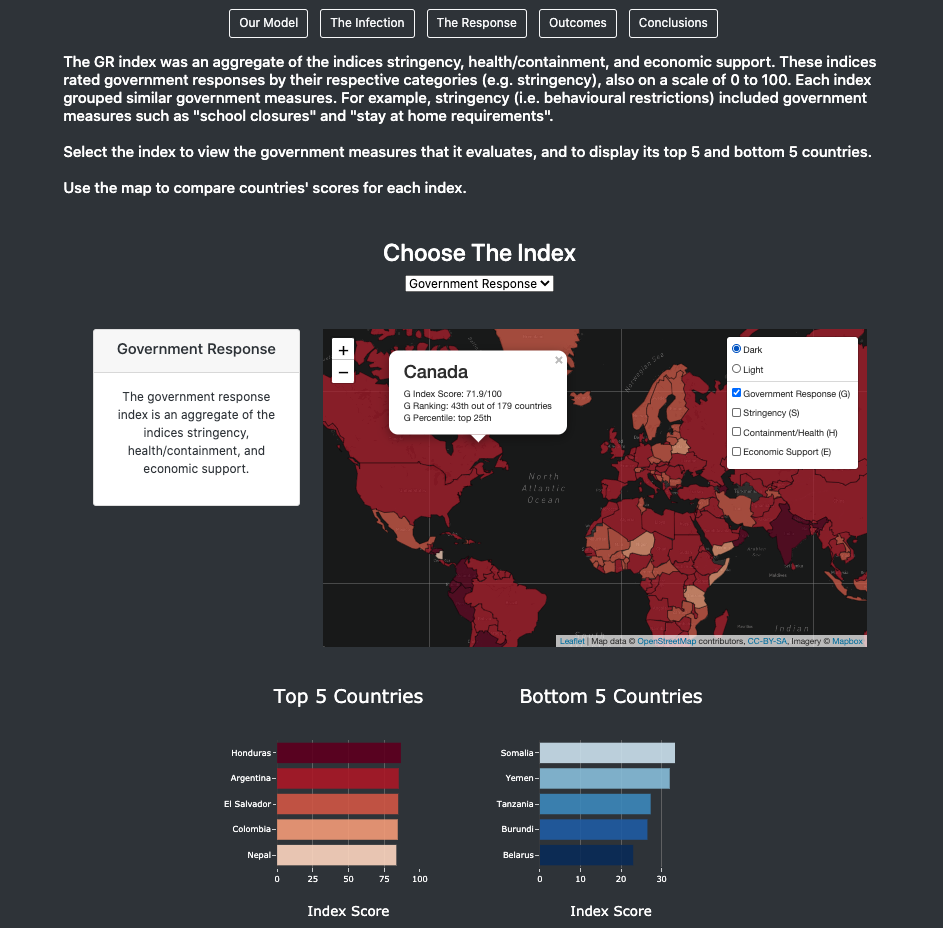 Our Model
The Infection
The Response
Outcomes
Conclusions
The GR index was an aggregate of the indices stringency, health/containment, and economic support. These indices
rated government responses by their respective categories (e.g. stringency), also on a scale of 0 to 100. Each index
grouped similar government measures. For example, stringency (i.e. behavioural restrictions) included government
measures such as "school closures" and "stay at home requirements".
Select the index to view the government measures that it evaluates, and to display its top 5 and bottom 5 countries.
Use the map to compare countries' scores for each index.
Choose The Index
Government Response
Government Response
The government response
index is an aggregate of the
indices stringency,
health/containment, and
economic support.
+
−
Canada
×
G Index Score: 71.9/100
G Ranking: 43th out of 179 countries
G Percentile: top 25th
Norwegian Sea
North
Atlantic
Ocean
Maldives
Indian
Dark
Light
Government Response (G)
Stringency (S)
Containment/Health (H)
Economic Support (E)
Leaflet | Map data © OpenStreetMap contributors, CC-BY-SA, Imagery © Mapbox
Top 5 Countries
Honduras
Argentina
El Salvador
Colombia
Nepal
0 25 50 75 100
Index Score
Bottom 5 Countries
Somalia
Yemen
Tanzania
Burundi
Belarus
0 10 20 30
Index Score